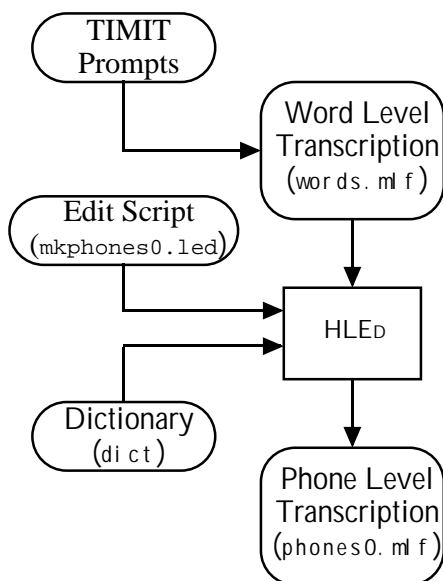 TIMIT
Prompts
Word Level
Transcription
(words.mlf)
Edit Script
(mkphones0.led)
HLED
Dictionary
(dict)
Phone Level
Transcription
(phones0.mlf)